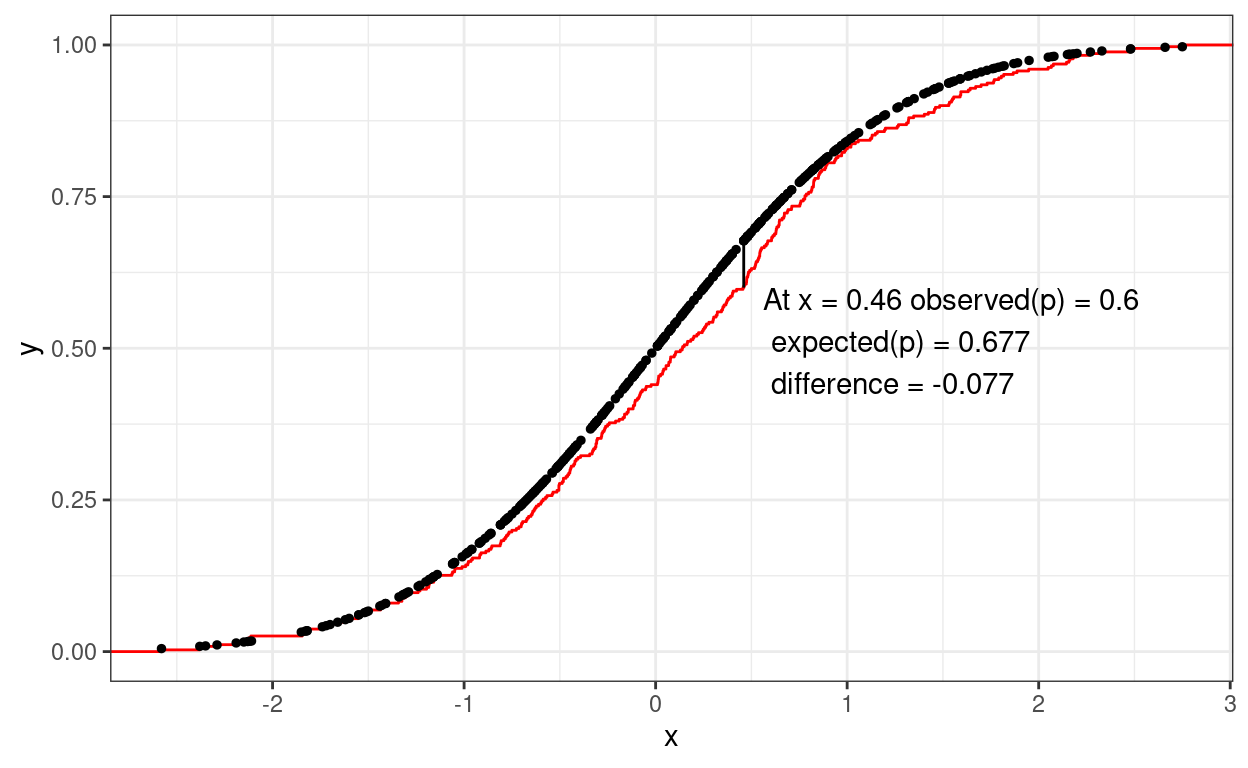 1.00
0.75
0.50
0.25
0.00
y
At x = 0.46 observed(p) = 0.6
expected(p) = 0.677
difference = -0.077
-2 -1 0 1 2 3
x